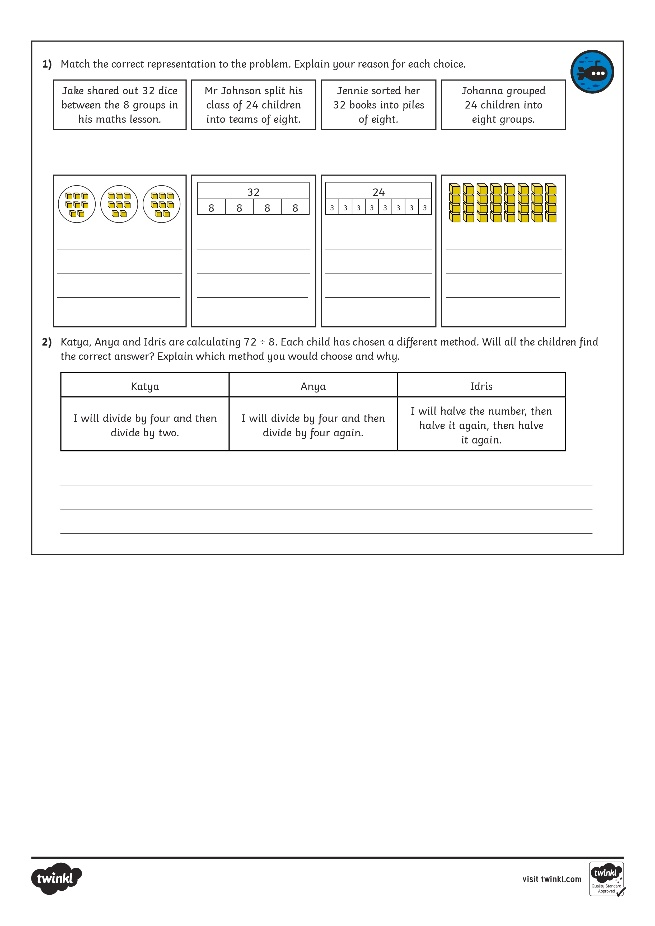 1) Match the correct representation to the problem. Explain your reason for each choice.
Jake shared out 32 dice
between the 8 groups in
his maths lesson.
Mr Johnson split his
class of 24 children
into teams of eight.
Jennie sorted her
32 books into piles
of eight.
Johanna grouped
24 children into
eight groups.
32
8 8 8 8
24
3 3 3 3 3 3 3 3
2) Katya, Anya and Idris are calculating 72 ÷ 8. Each child has chosen a different method. Will all the children find
the correct answer? Explain which method you would choose and why.
Katya
Anya
Idris
I will divide by four and then
divide by two.
I will divide by four and then
divide by four again.
I will halve the number, then
halve it again, then halve
it again.
twinkl
visit twinkl.com
twinkl
Quality Standard
Approved